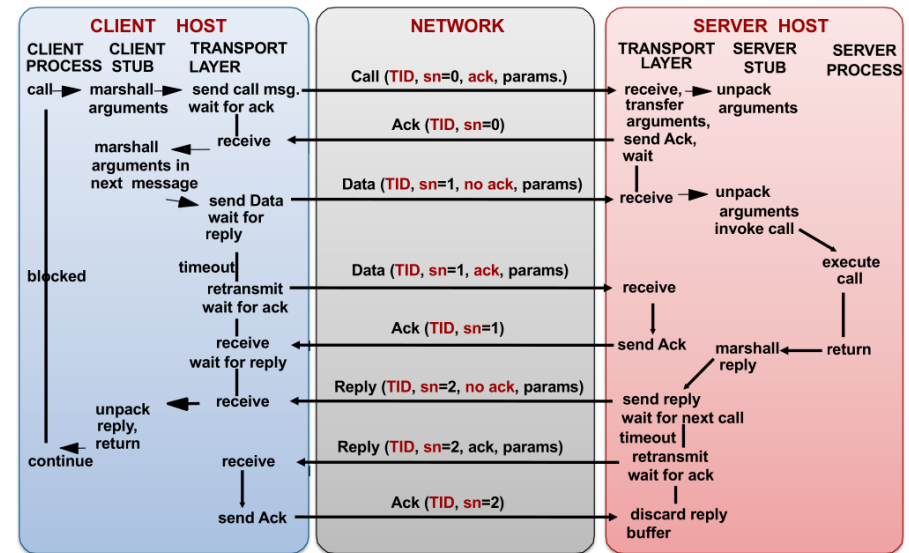 CLIENT HOST
NETWORK
SERVER HOST
CLIENT
PROCESS
CLIENT
STUB
TRANSPORT
LAYER
TRANSPORT
LAYER
SERVER
STUB
SERVER
PROCESS
call
marshall
arguments
send call msg.
wait for ack
Call (TID, sn=0, ack, params.)
receive,
transfer
arguments,
send Ack,
wait
unpack
arguments
Ack (TID, sn=0)
receive
marshall
arguments in
next message
send Data
wait for
reply
Data (TID, sn=1, no ack, params)
receive
unpack
arguments
invoke call
execute
call
blocked
timeout
retransmit
wait for ack
Data (TID, sn=1, ack, params)
receive
send Ack
Ack (TID, sn=1)
receive
wait for reply
return
marshall
reply
send reply
wait for next call
Reply (TID, sn=2, no ack, params)
receive
unpack
reply,
return
continue
timeout
retransmit
wait for ack
Reply (TID, sn=2, ack, params)
receive
send Ack
Ack (TID, sn=2)
discard reply
buffer